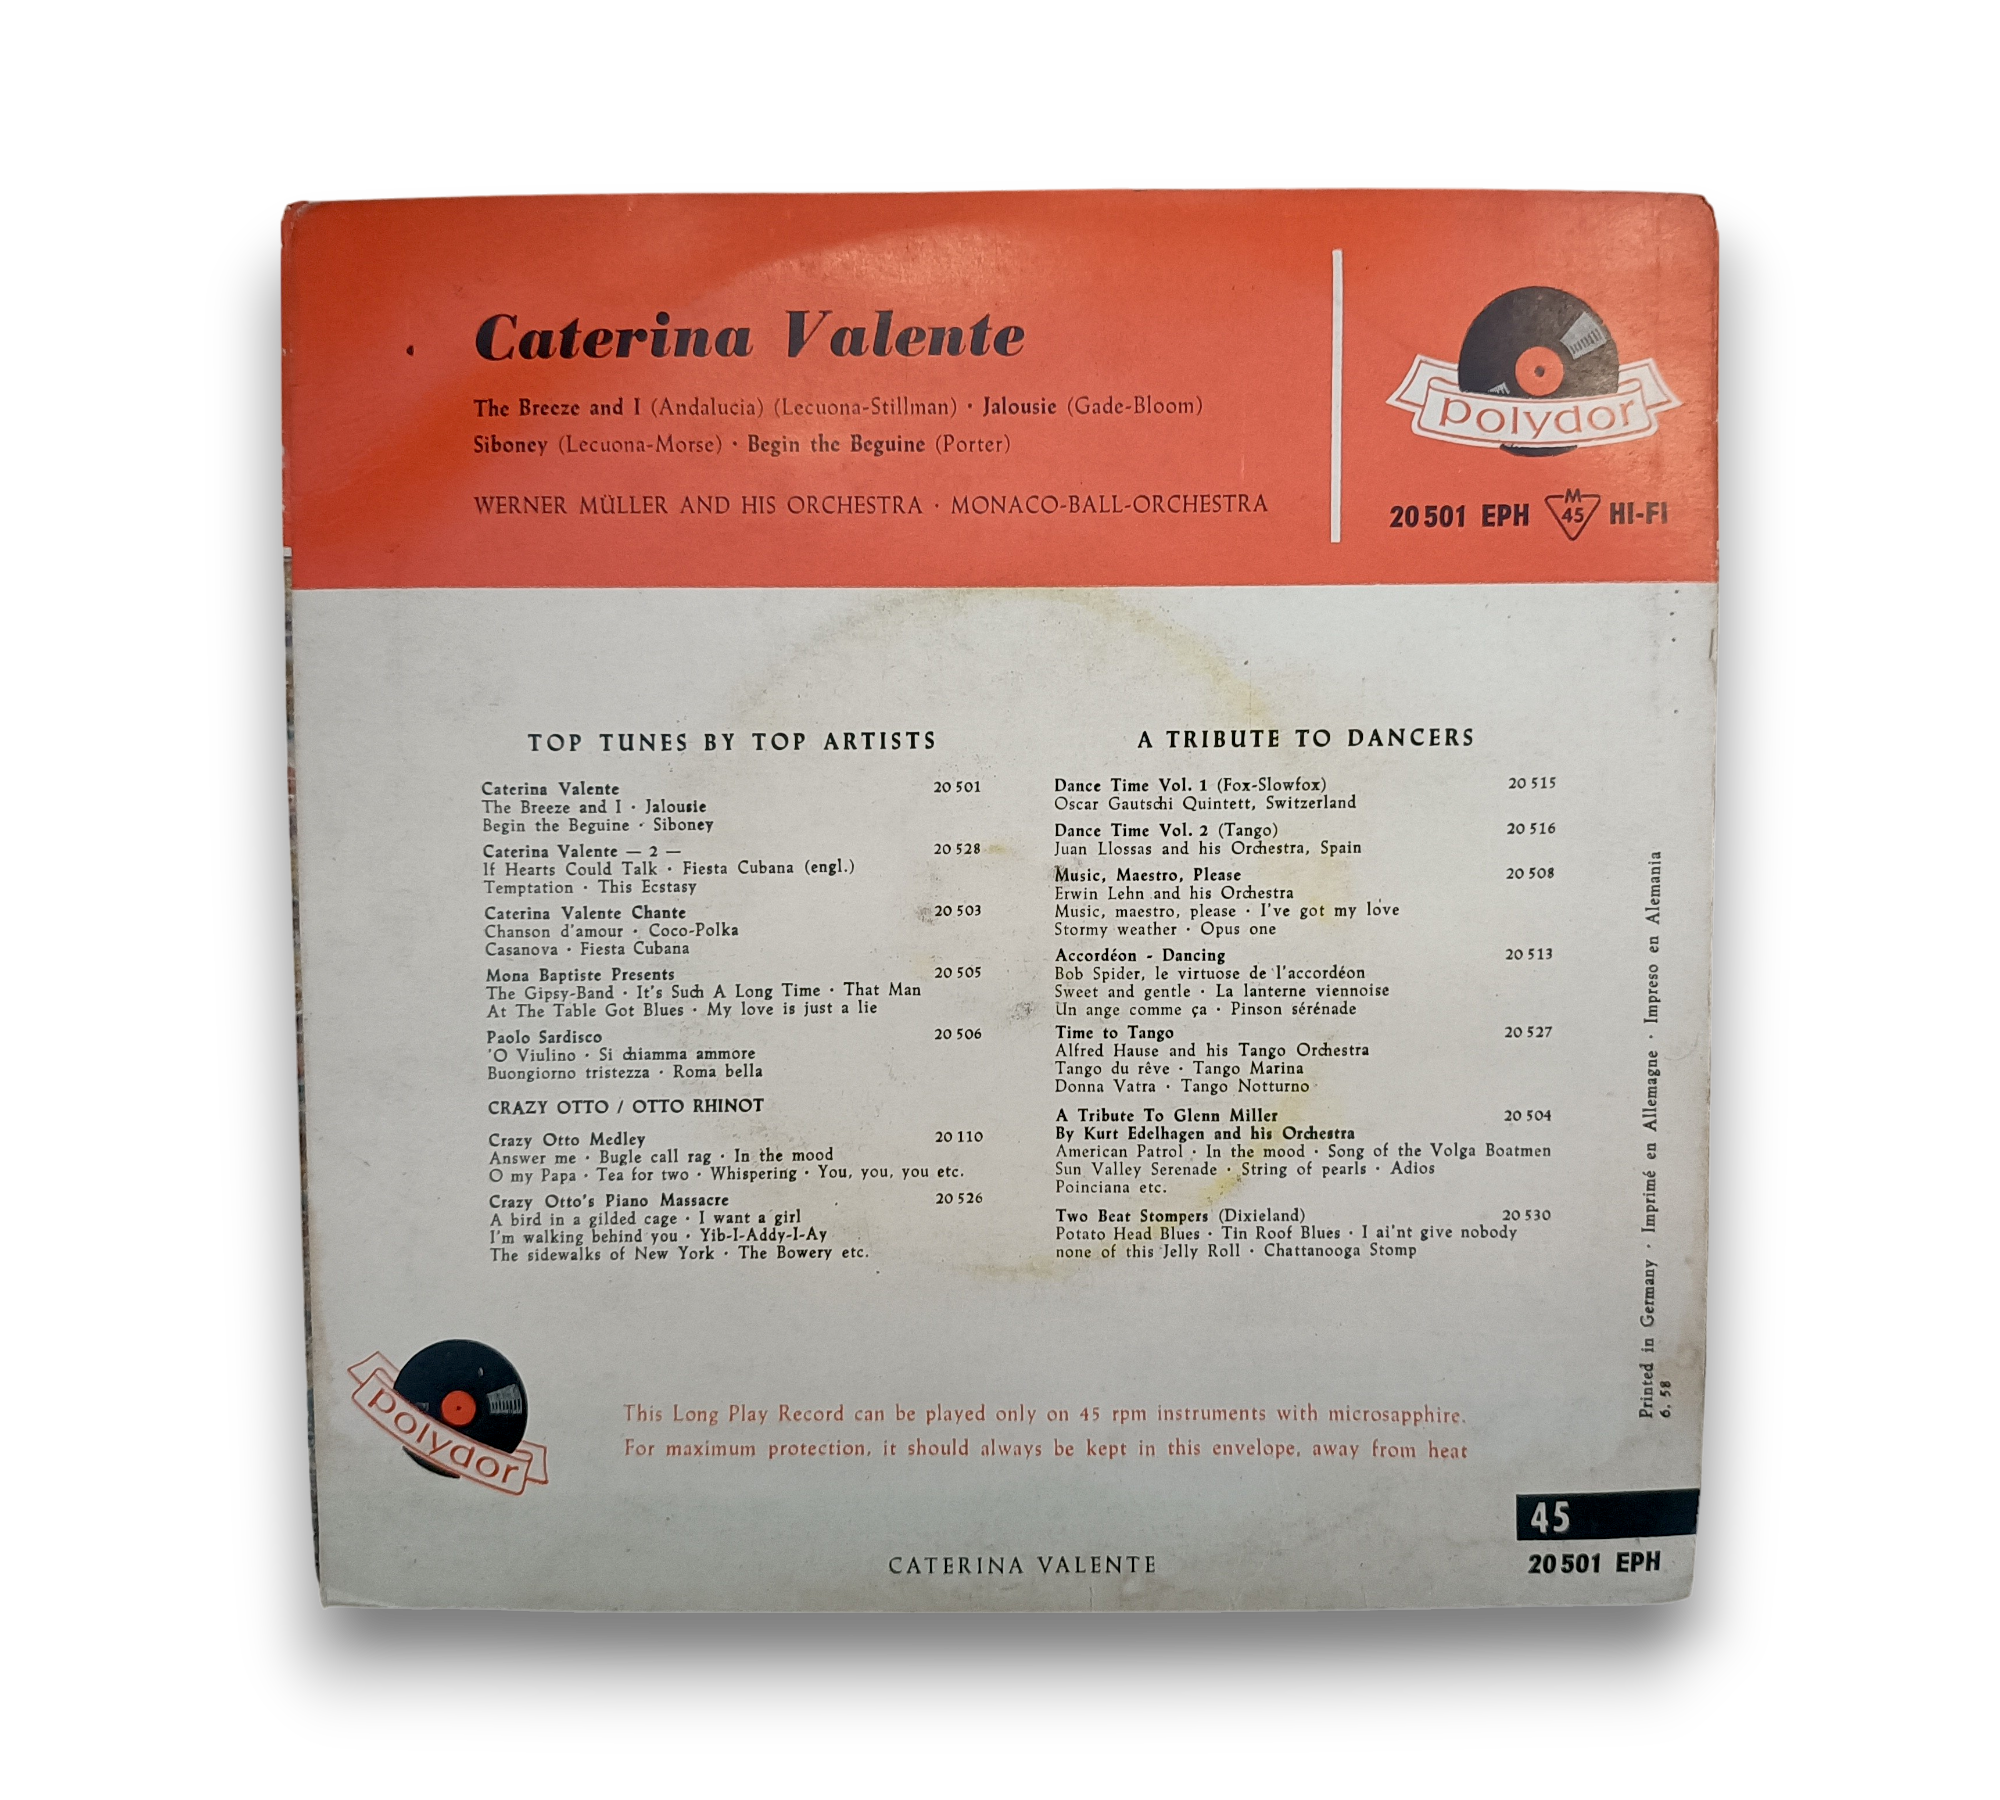 Caterina Valente
The Breeze and I (Andalucia) (Lecuona-Stillman) · Jalousie (Gade-Bloom)
Siboney (Lecuona-Morse) · Begin the Beguine (Porter)
WERNER MÜLLER AND HIS ORCHESTRA · MONACO-BALL-ORCHESTRA
polydor
20 501 EPH M 45 HI-FI
TOP TUNES BY TOP ARTISTS
Caterina Valente 20 501
The Breeze and I · Jalousie
Begin the Beguine · Siboney
Caterina Valente — 2 — 20 528
If Hearts Could Talk · Fiesta Cubana (engl.)
Temptation · This Ecstasy
Caterina Valente Chante 20 503
Chanson d'amour · Coco-Polka
Casanova · Fiesta Cubana
Mona Baptiste Presents 20 505
The Gipsy-Band · It's Such A Long Time · That Man
At The Table Got Blues · My love is just a lie
Paolo Sardisco 20 506
'O Viulino · Si chiamma ammore
Buongiorno tristezza · Roma bella
CRAZY OTTO / OTTO RHINOT
Crazy Otto Medley 20 110
Answer me · Bugle call rag · In the mood
O my Papa · Tea for two · Whispering · You, you, you etc.
Crazy Otto's Piano Massacre 20 526
A bird in a gilded cage · I want a girl
I'm walking behind you · Yib-I-Addy-I-Ay
The sidewalks of New York · The Bowery etc.
A TRIBUTE TO DANCERS
Dance Time Vol. 1 (Fox-Slowfox) 20 515
Oscar Gautschi Quintett, Switzerland
Dance Time Vol. 2 (Tango) 20 516
Juan Llossas and his Orchestra, Spain
Music, Maestro, Please 20 508
Erwin Lehn and his Orchestra
Music, maestro, please · I've got my love
Stormy weather · Opus one
Accordéon - Dancing 20 513
Bob Spider, le virtuose de l'accordéon
Sweet and gentle · La lanterne viennoise
Un ange comme ça · Pinson sérénade
Time to Tango 20 527
Alfred Hause and his Tango Orchestra
Tango du rêve · Tango Marina
Donna Vatra · Tango Notturno
A Tribute To Glenn Miller 20 504
By Kurt Edelhagen and his Orchestra
American Patrol · In the mood · Song of the Volga Boatmen
Sun Valley Serenade · String of pearls · Adios
Poinciana etc.
Two Beat Stompers (Dixieland) 20 530
Potato Head Blues · Tin Roof Blues · I ai'nt give nobody
none of this Jelly Roll · Chattanooga Stomp
Printed in Germany · Imprimé en Allemagne · Impreso en Alemania
6. 58
polydor
This Long Play Record can be played only on 45 rpm instruments with microsapphire.
For maximum protection, it should always be kept in this envelope, away from heat
45
20 501 EPH
CATERINA VALENTE